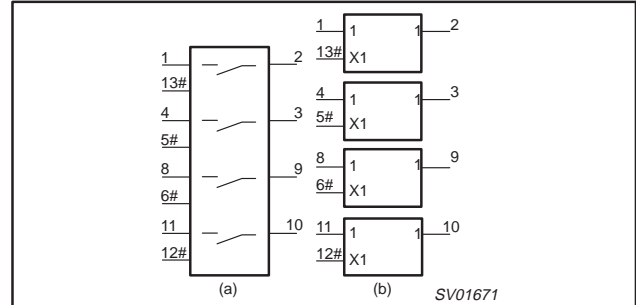 1 2
13#
4 3
5#
8 9
6#
11 10
12#
(a)
1 1 1 2
13# X1
4 1 1 3
5# X1
8 1 1 9
6# X1
11 1 1 10
12# X1
(b)
SV01671